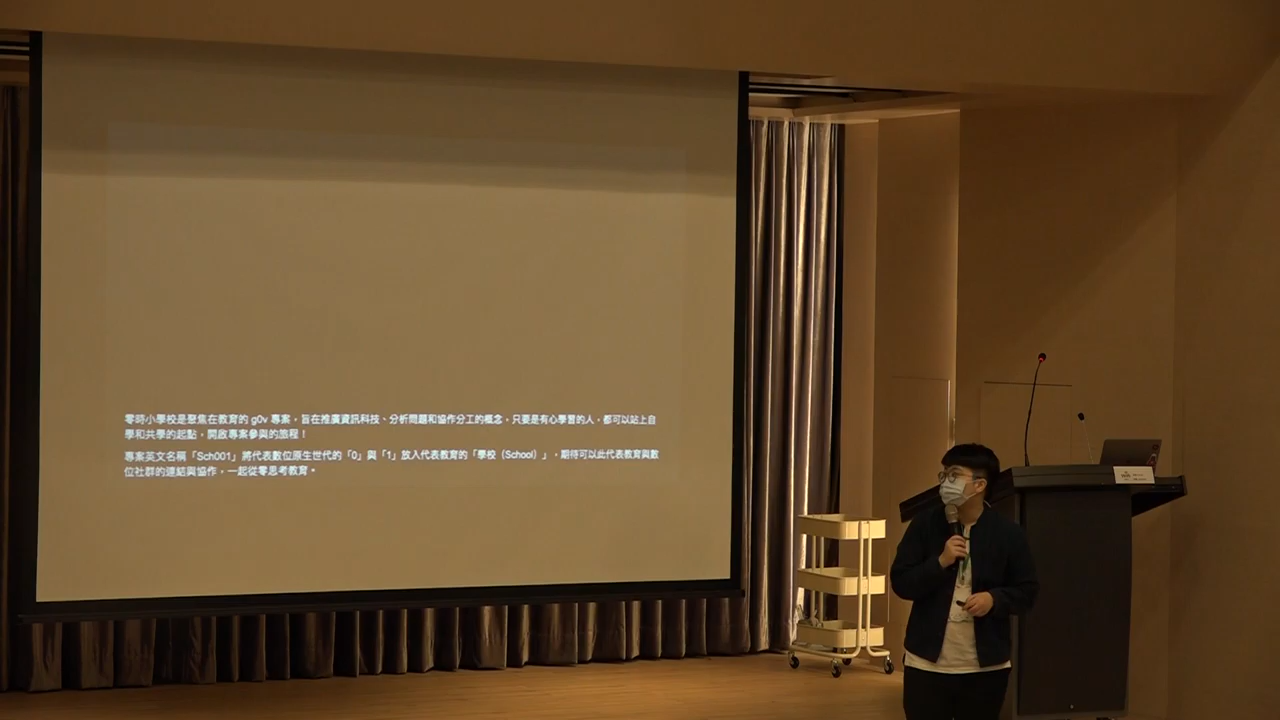 零時小學校是聚焦在教育的 g0v 專案，旨在推廣資訊科技、分析問題和協作分工的概念，只要是有心學習的人，都可以站上自
學和共學的起點，開啟專案參與的旅程！
專案英文名稱「Sch001」將代表數位原生世代的「0」與「1」放入代表教育的「學校（School）」，期待可以此代表教育與數
位社群的連結與協作，一起從零思考教育。